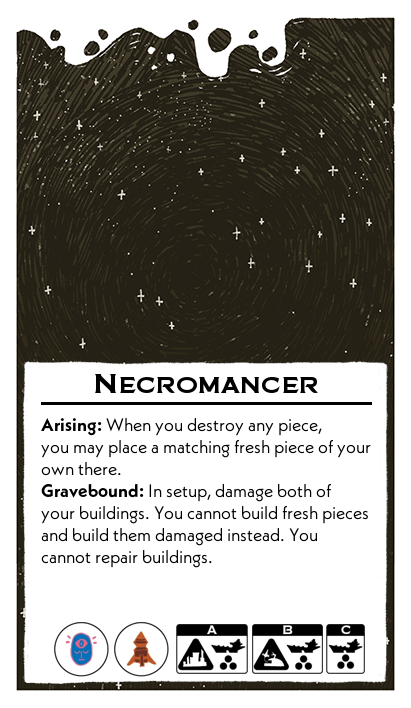 NECROMANCER
Arising: When you destroy any piece,
you may place a matching fresh piece of your
own there.
Gravebound: In setup, damage both of
your buildings. You cannot build fresh pieces
and build them damaged instead. You
cannot repair buildings.
A B C